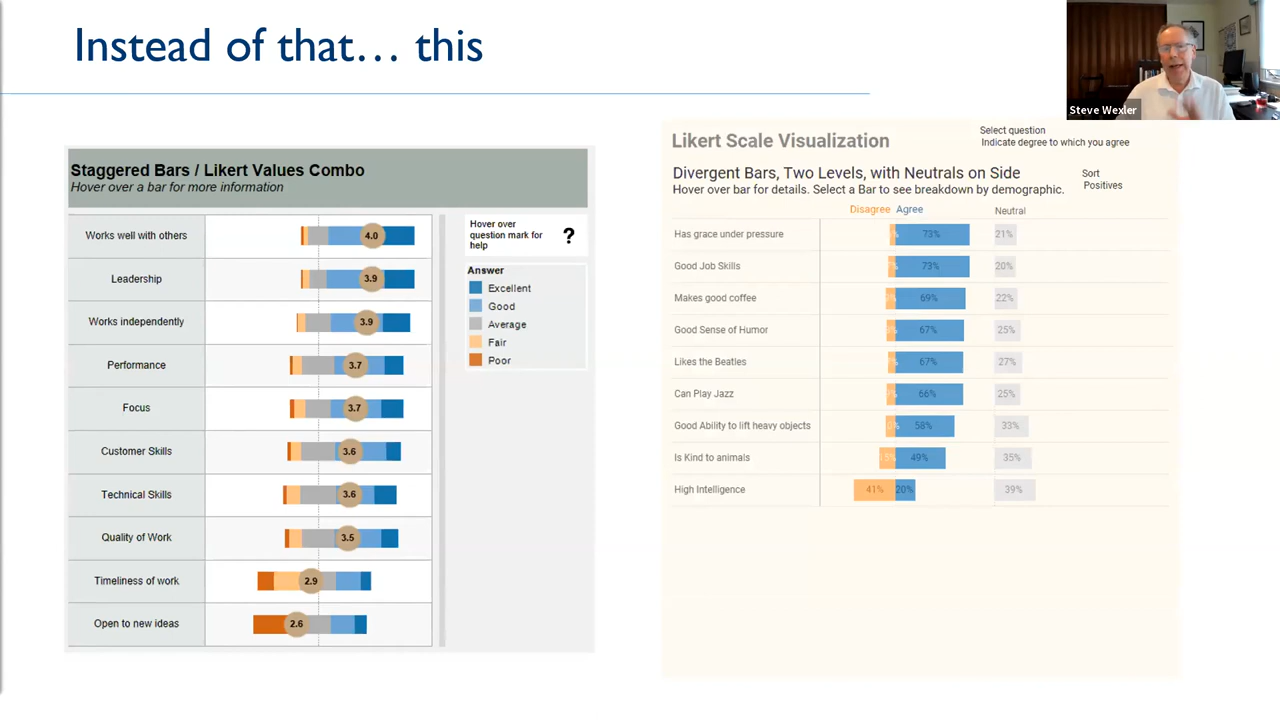 Instead of that… this
Steve Wexler
Staggered Bars / Likert Values Combo
Hover over a bar for more information
Works well with others
4.0
Leadership
3.9
Works independently
3.9
Performance
3.7
Focus
3.7
Customer Skills
3.6
Technical Skills
3.6
Quality of Work
3.5
Timeliness of work
2.9
Open to new ideas
2.6
Hover over
question mark for
help
?
Answer
Excellent
Good
Average
Fair
Poor
Likert Scale Visualization
Select question
Indicate degree to which you agree
Divergent Bars, Two Levels, with Neutrals on Side
Hover over bar for details. Select a Bar to see breakdown by demographic.
Sort
Positives
Disagree Agree
Neutral
Has grace under pressure
73%
21%
Good Job Skills
73%
20%
Makes good coffee
69%
22%
Good Sense of Humor
67%
25%
Likes the Beatles
67%
27%
Can Play Jazz
66%
25%
Good Ability to lift heavy objects
58%
33%
Is Kind to animals
49%
35%
High Intelligence
41%
20%
39%